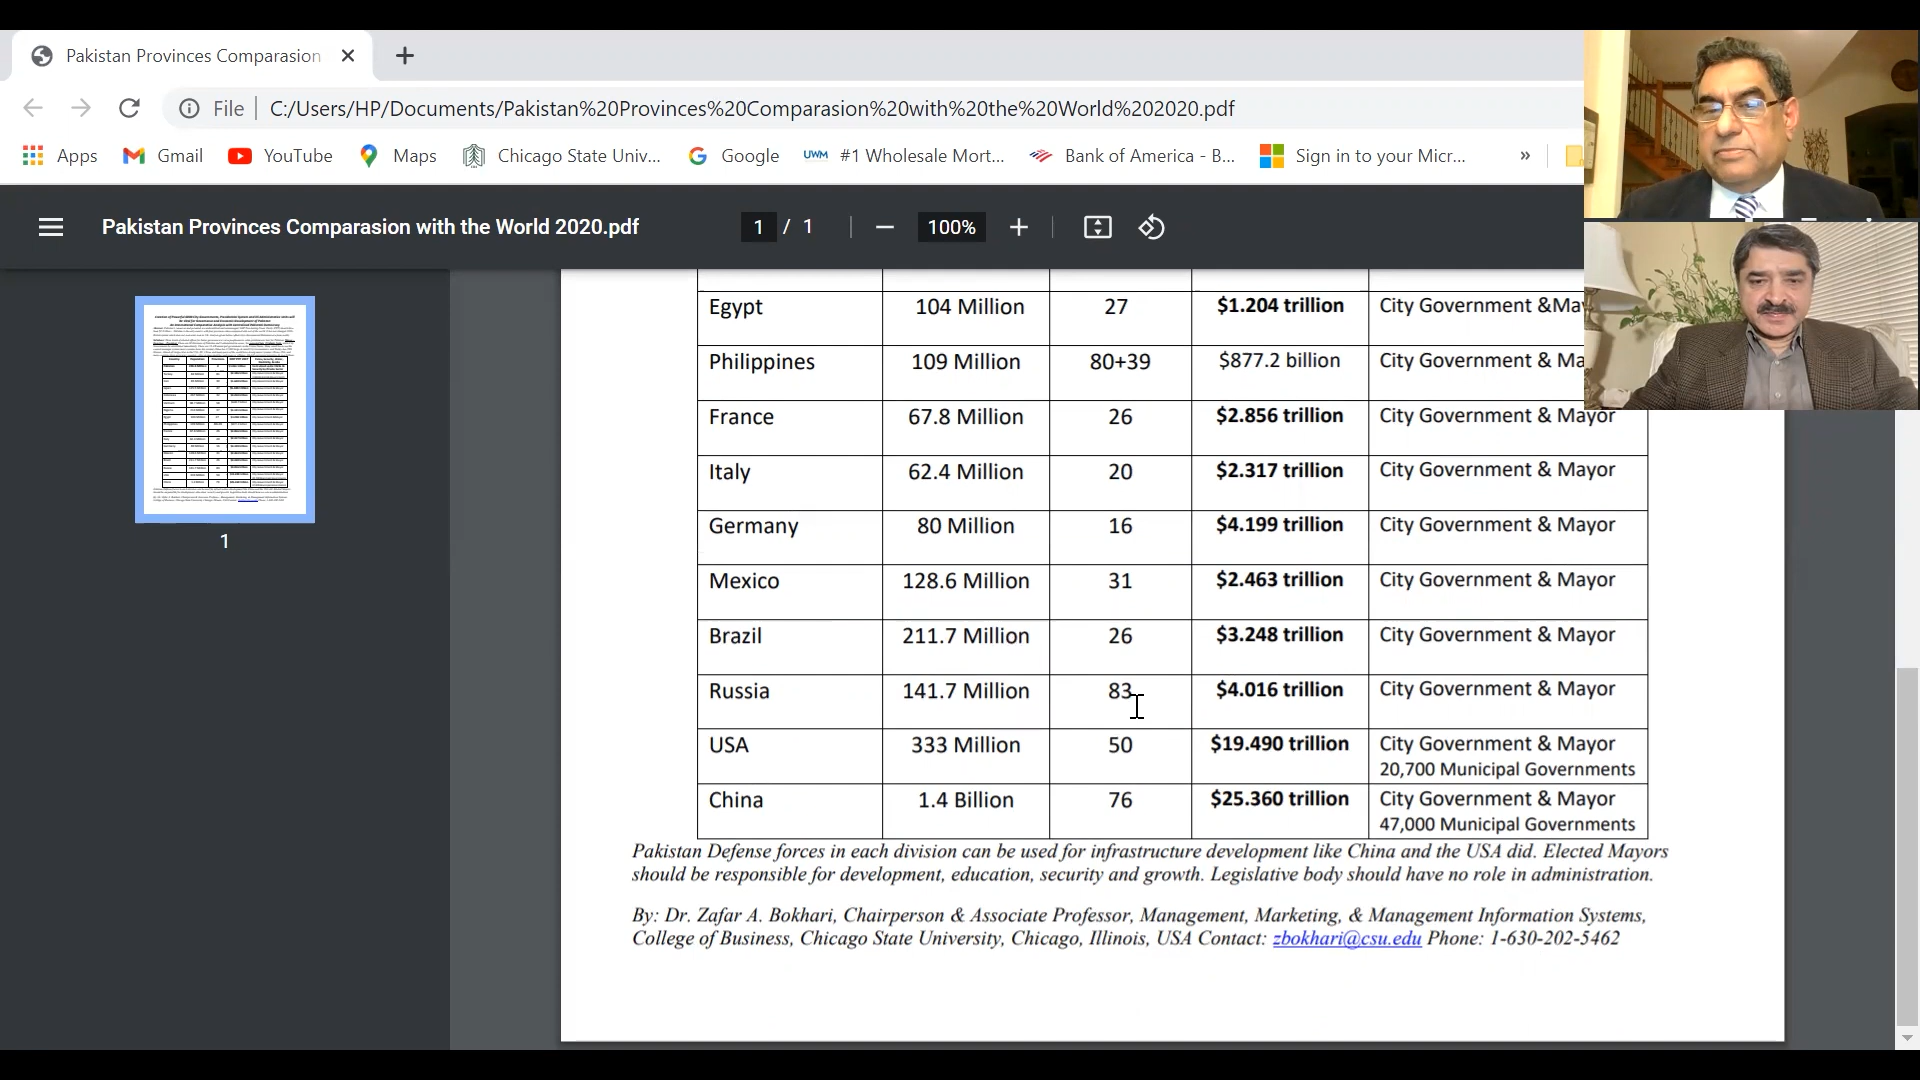 Pakistan Provinces Comparasion
File
C:/Users/HP/Documents/Pakistan%20Provinces%20Comparasion%20with%20the%20World%202020.pdf
Apps Gmail YouTube Maps Chicago State Univ... Google UWM #1 Wholesale Mort... Bank of America - B... Sign in to your Micr... »
Pakistan Provinces Comparasion with the World 2020.pdf 1 / 1 100%
Egypt 104 Million 27 $1.204 trillion City Government &Ma
Philippines 109 Million 80+39 $877.2 billion City Government & Ma
France 67.8 Million 26 $2.856 trillion City Government & Mayor
Italy 62.4 Million 20 $2.317 trillion City Government & Mayor
Germany 80 Million 16 $4.199 trillion City Government & Mayor
Mexico 128.6 Million 31 $2.463 trillion City Government & Mayor
Brazil 211.7 Million 26 $3.248 trillion City Government & Mayor
Russia 141.7 Million 83 $4.016 trillion City Government & Mayor
USA 333 Million 50 $19.490 trillion City Government & Mayor
20,700 Municipal Governments
China 1.4 Billion 76 $25.360 trillion City Government & Mayor
47,000 Municipal Governments
Pakistan Defense forces in each division can be used for infrastructure development like China and the USA did. Elected Mayors
should be responsible for development, education, security and growth. Legislative body should have no role in administration.
By: Dr. Zafar A. Bokhari, Chairperson & Associate Professor, Management, Marketing, & Management Information Systems,
College of Business, Chicago State University, Chicago, Illinois, USA Contact: zbokhari@csu.edu Phone: 1-630-202-5462
1